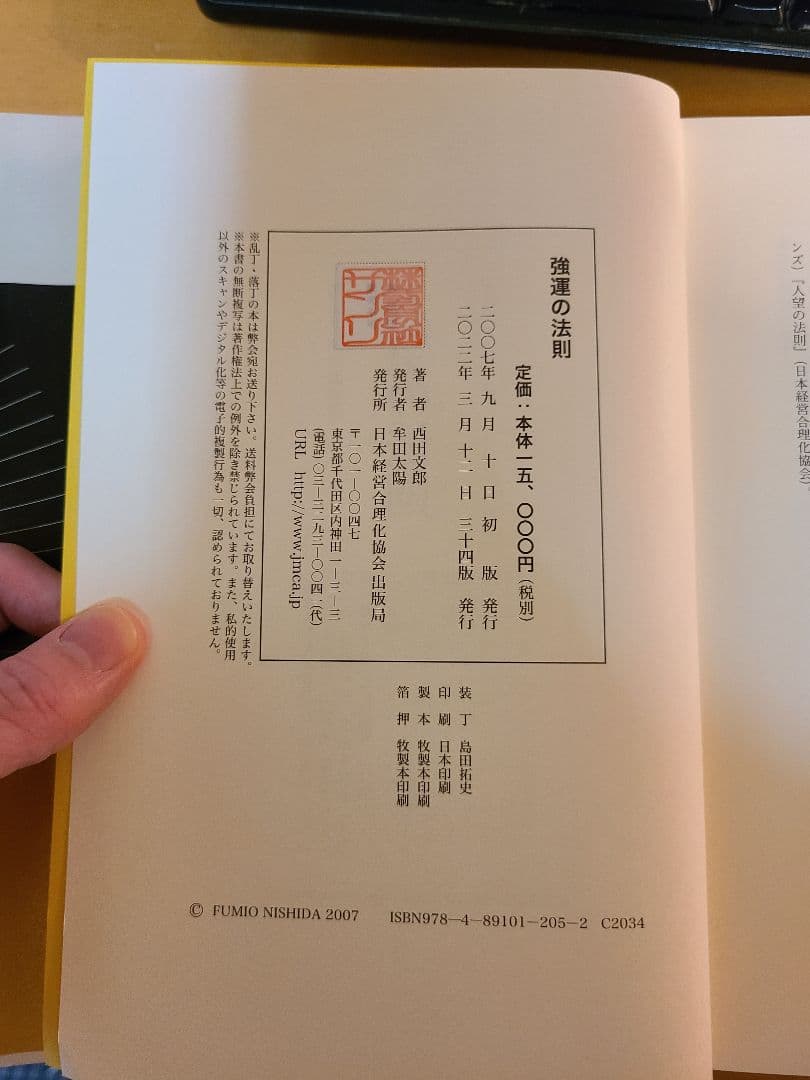 強運の法則
定価：本体一五、〇〇〇円（税別）
二〇〇七年 九月 十日 初 版 発行
二〇二二年 三月 十二日 三十四版 発行
著 者 西田文郎
発行者 牟田太陽
発行所 日本経営合理化協会出版局
〒一〇一―〇〇四七
東京都千代田区内神田一―三―三
（電話）〇三―三二九三―〇〇四一（代）
URL http://www.jmca.jp
※乱丁・落丁の本は弊会宛お送り下さい。送料弊会負担にてお取り替えいたします。
※本書の無断複写は著作権法上での例外を除き禁じられています。また、私的使用
以外のスキャンやデジタル化等の電子的複製行為も一切、認められておりません。
装 丁 島田拓史
印 刷 日本印刷
製 本 牧製本印刷
箔 押 牧製本印刷
© FUMIO NISHIDA 2007 ISBN978―4―89101―205―2 C2034
ンズ）『人望の法則』（日本経営合理化協会）